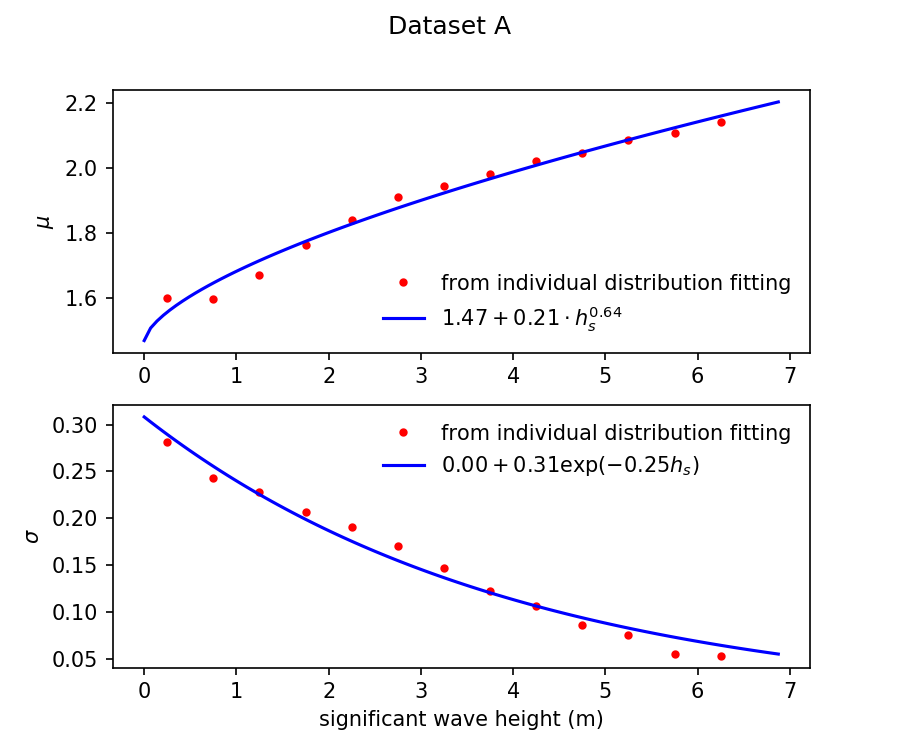 Dataset A
2.2
2.0
1.8
1.6
μ
from individual distribution fitting
1.47 + 0.21 · h_s^0.64
0 1 2 3 4 5 6 7
0.30
0.25
0.20
0.15
0.10
0.05
σ
from individual distribution fitting
0.00 + 0.31exp(−0.25h_s)
0 1 2 3 4 5 6 7
significant wave height (m)